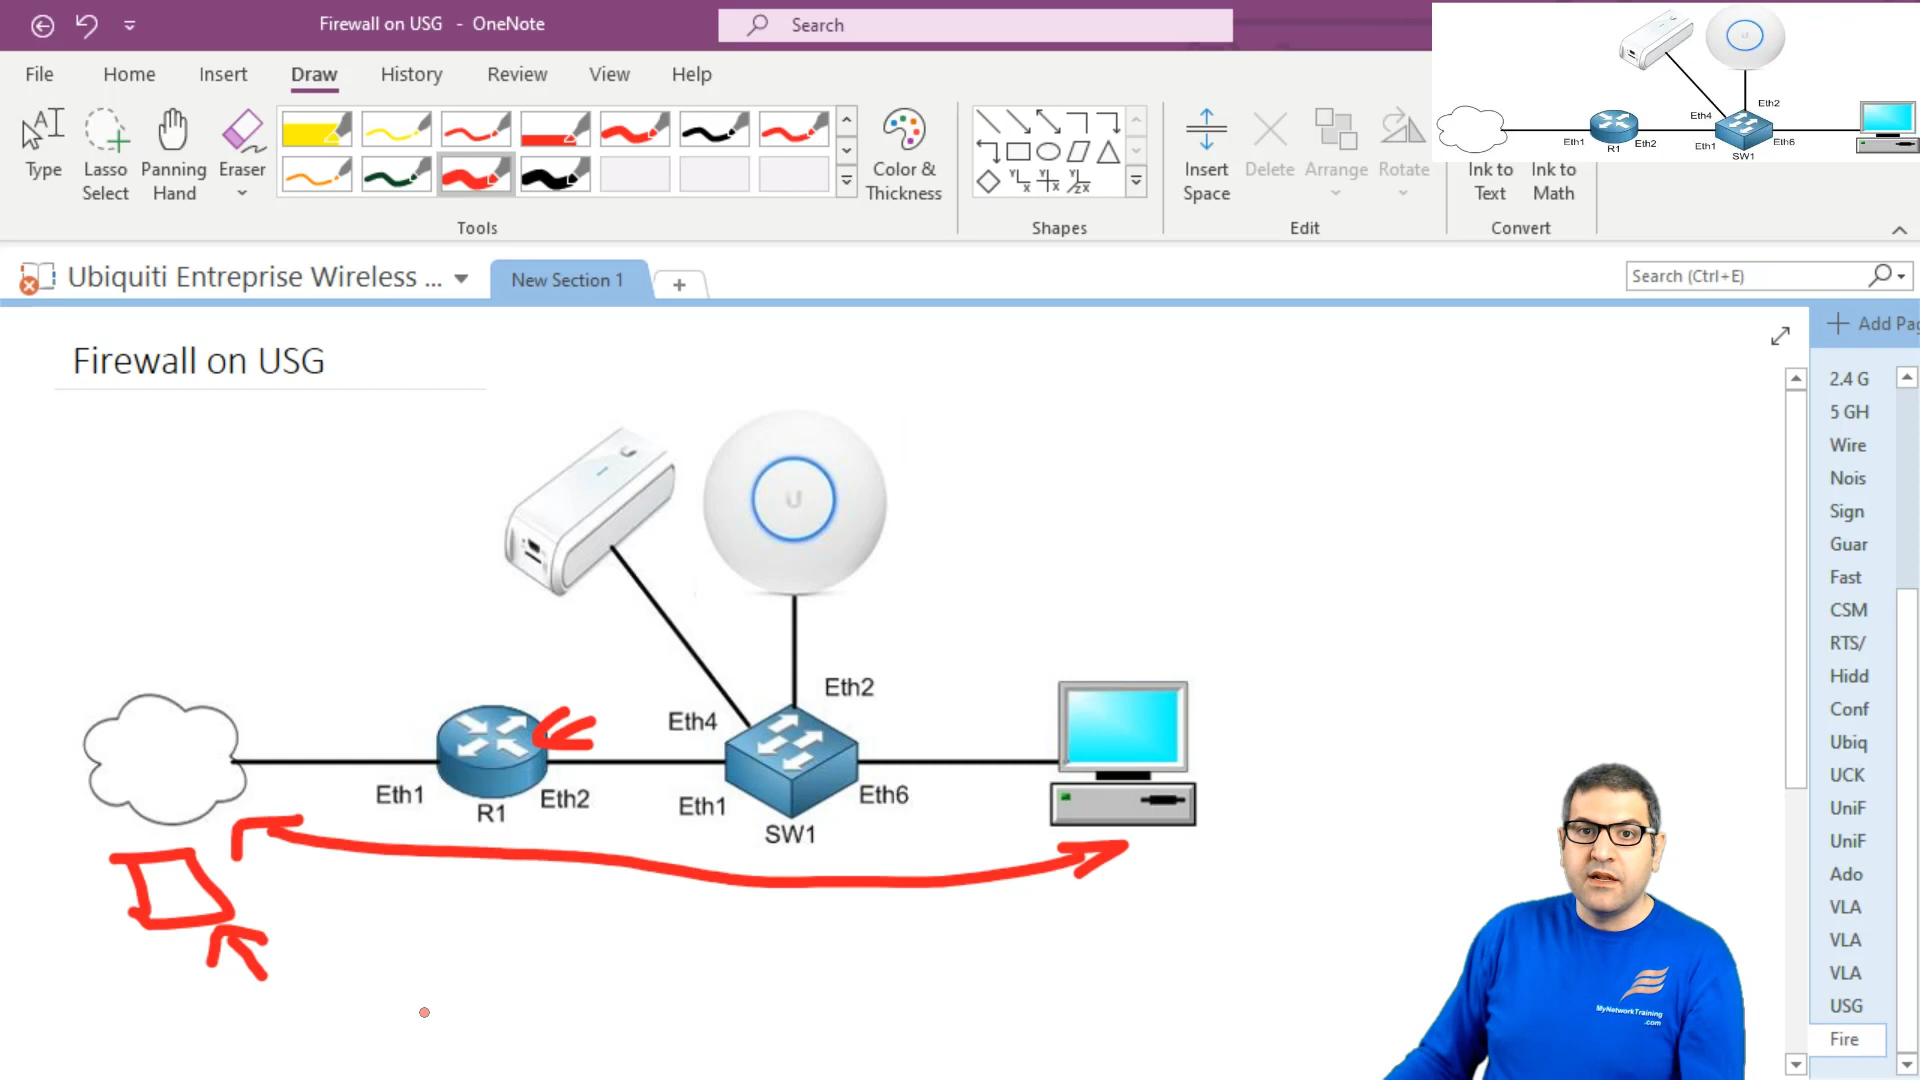 Firewall on USG - OneNote
Search
File Home Insert Draw History Review View Help
Type
Lasso Select
Panning Hand
Eraser
Color & Thickness
Insert Space
Delete
Arrange
Rotate
Ink to Text
Ink to Math
Tools
Shapes
Edit
Convert
Eth2
Eth4
Eth1
R1
Eth2
Eth1
Eth6
SW1
Ubiquiti Entreprise Wireless ...
New Section 1
Search (Ctrl+E)
Add Pag
Firewall on USG
U
Eth2
Eth4
Eth1
R1
Eth2
Eth1
SW1
Eth6
2.4 G
5 GH
Wire
Nois
Sign
Guar
Fast
CSM
RTS/
Hidd
Conf
Ubiq
UCK
UniF
UniF
Ado
VLA
VLA
VLA
USG
Fire
MyNetworkTraining
.com